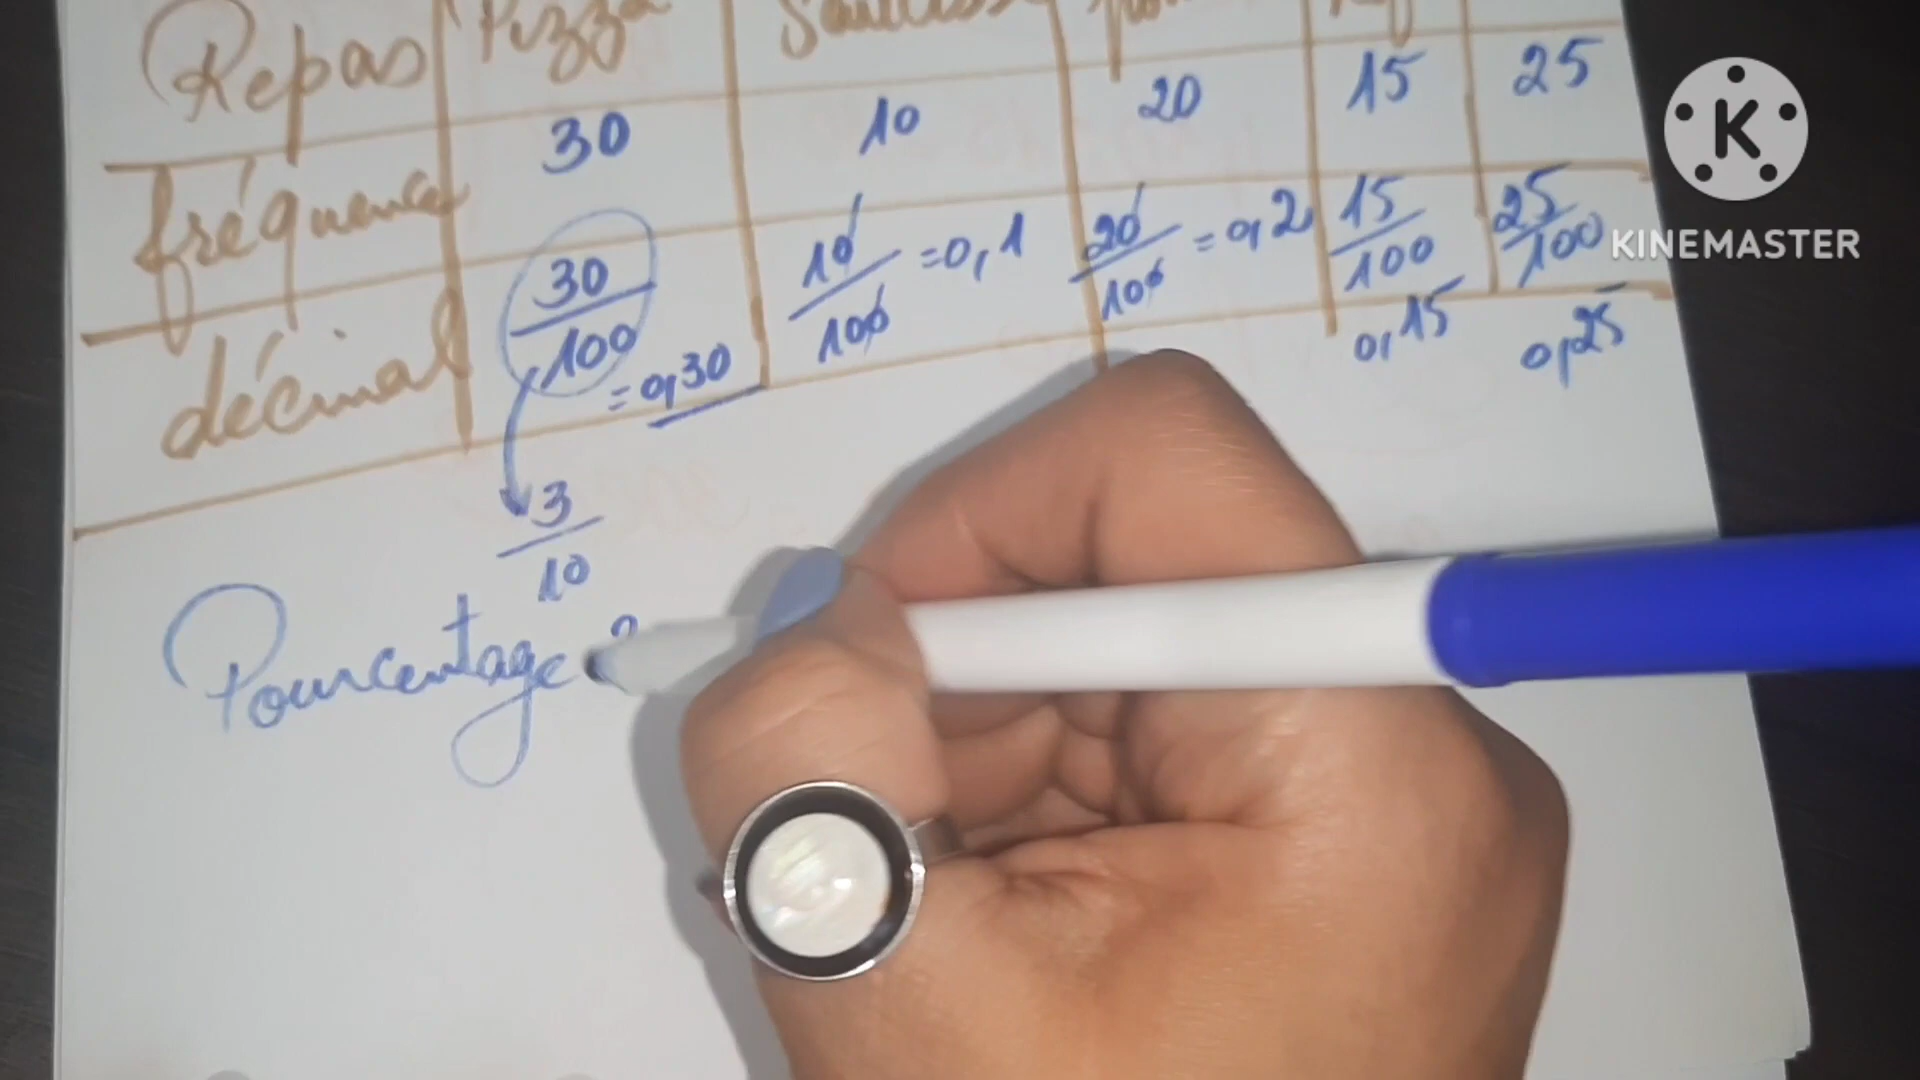 Repas Pizza
30 10 20 15 25
fréquence
30/100 = 0,30 10/100 = 0,1 20/100 = 0,2 15/100 0,15 25/100 0,25
décimal
3/10
Pourcentage ?
K
KINEMASTER